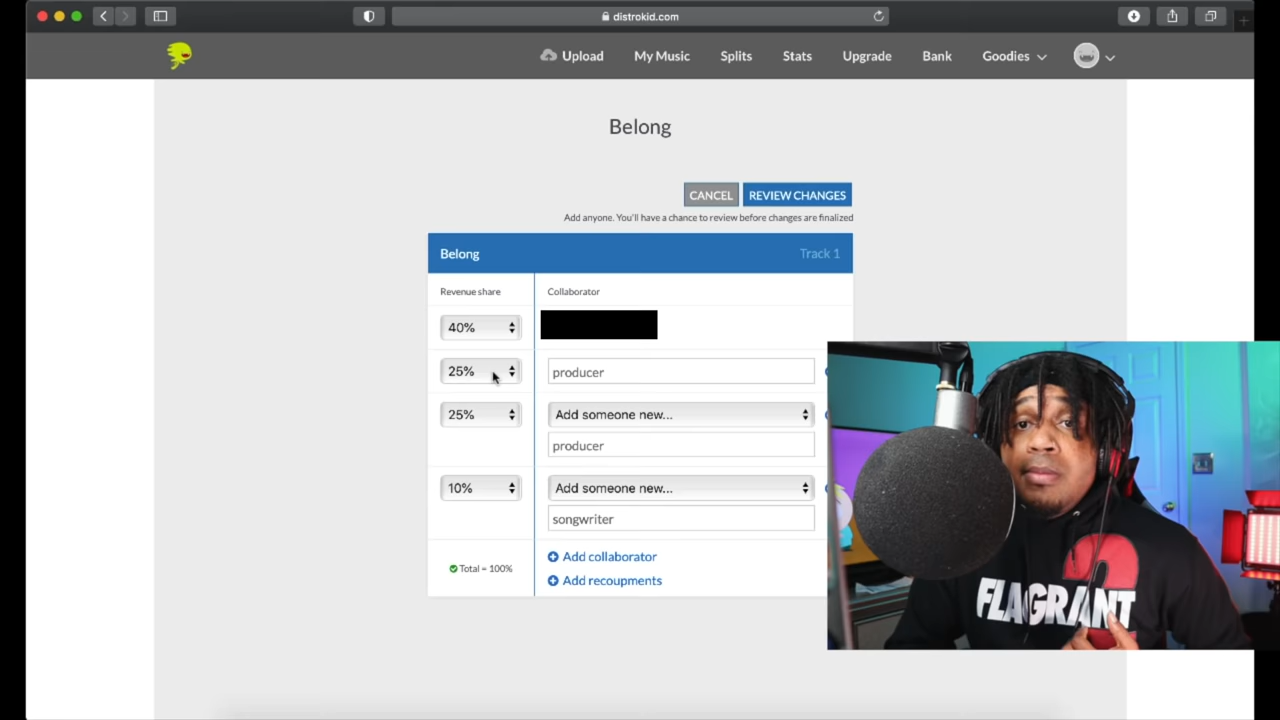 distrokid.com
Upload My Music Splits Stats Upgrade Bank Goodies
Belong
CANCEL REVIEW CHANGES
Add anyone. You'll have a chance to review before changes are finalized
Belong Track 1
Revenue share Collaborator
40%
25% producer
25% Add someone new...
producer
10% Add someone new...
songwriter
Total = 100%
Add collaborator
Add recoupments
FLAGRANT
2